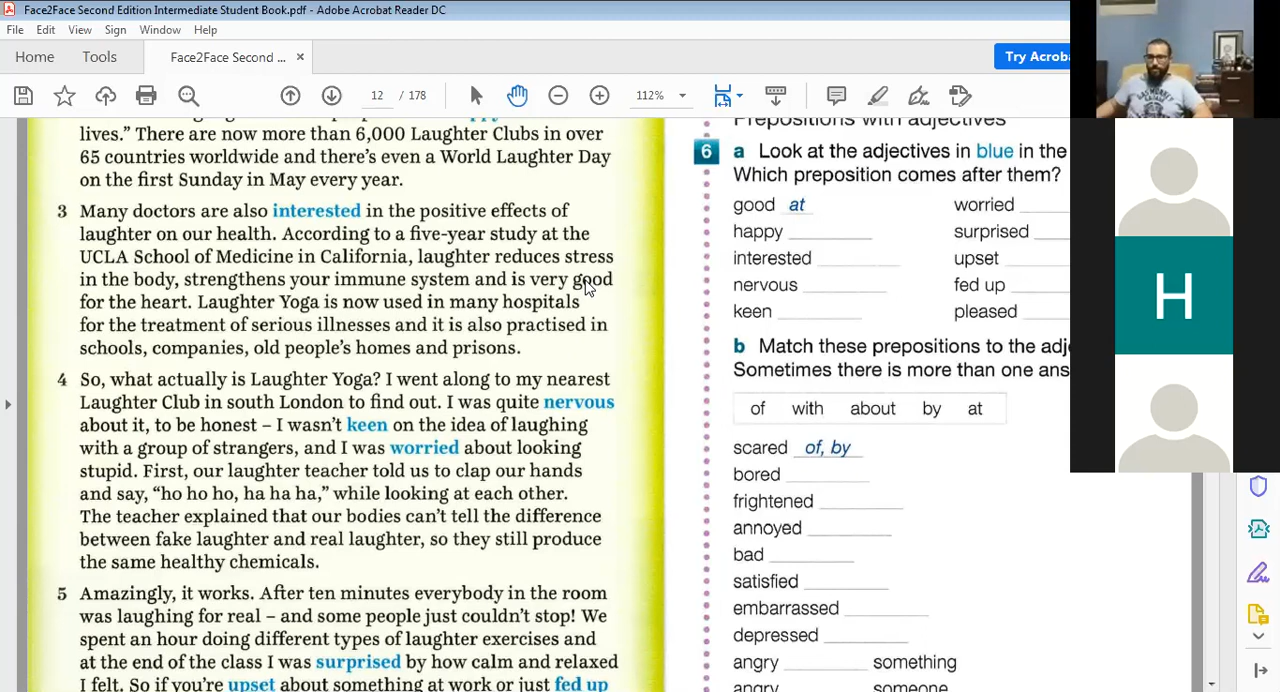 Face2Face Second Edition Intermediate Student Book.pdf - Adobe Acrobat Reader DC
File Edit View Sign Window Help
Home Tools Face2Face Second ... × Try Acroba
12 / 178 112%
lives.” There are now more than 6,000 Laughter Clubs in over
65 countries worldwide and there’s even a World Laughter Day
on the first Sunday in May every year.
3 Many doctors are also interested in the positive effects of
laughter on our health. According to a five-year study at the
UCLA School of Medicine in California, laughter reduces stress
in the body, strengthens your immune system and is very good
for the heart. Laughter Yoga is now used in many hospitals
for the treatment of serious illnesses and it is also practised in
schools, companies, old people’s homes and prisons.
4 So, what actually is Laughter Yoga? I went along to my nearest
Laughter Club in south London to find out. I was quite nervous
about it, to be honest – I wasn’t keen on the idea of laughing
with a group of strangers, and I was worried about looking
stupid. First, our laughter teacher told us to clap our hands
and say, “ho ho ho, ha ha ha,” while looking at each other.
The teacher explained that our bodies can’t tell the difference
between fake laughter and real laughter, so they still produce
the same healthy chemicals.
5 Amazingly, it works. After ten minutes everybody in the room
was laughing for real – and some people just couldn’t stop! We
spent an hour doing different types of laughter exercises and
at the end of the class I was surprised by how calm and relaxed
I felt. So if you’re upset about something at work or just fed up
Prepositions with adjectives
6 a Look at the adjectives in blue in the
Which preposition comes after them?
good at worried
happy surprised
interested upset
nervous fed up
keen pleased
b Match these prepositions to the adj
Sometimes there is more than one ans
of with about by at
scared of, by
bored
frightened
annoyed
bad
satisfied
embarrassed
depressed
angry something
angry someone
H